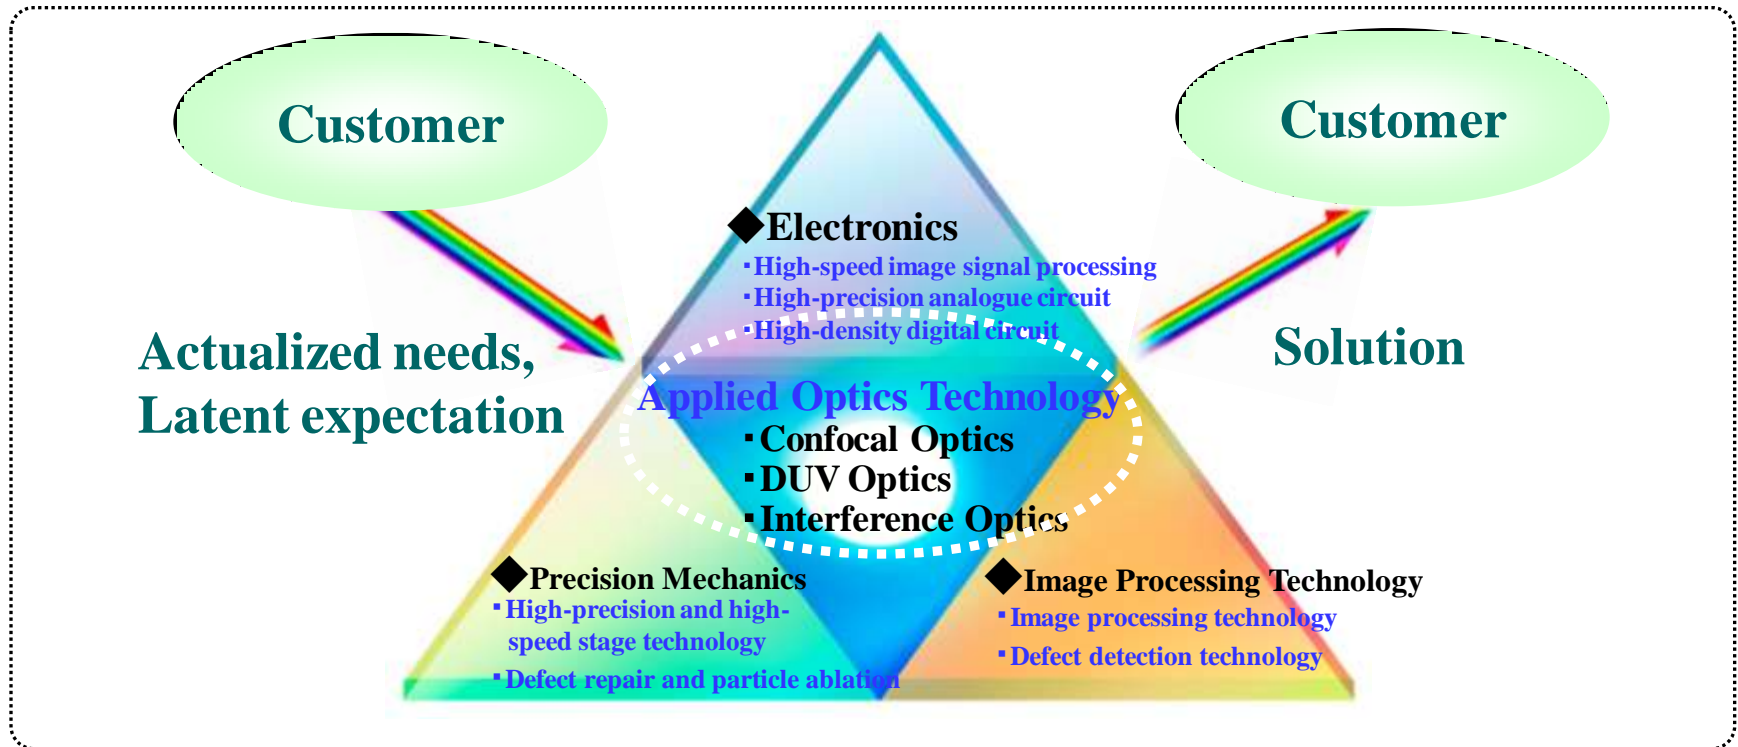 Customer
Customer
◆Electronics
・High-speed image signal processing
・High-precision analogue circuit
・High-density digital circuit
Actualized needs,
Latent expectation
Solution
Applied Optics Technology
・Confocal Optics
・DUV Optics
・Interference Optics
◆Precision Mechanics
・High-precision and high-
speed stage technology
・Defect repair and particle ablation
◆Image Processing Technology
・Image processing technology
・Defect detection technology